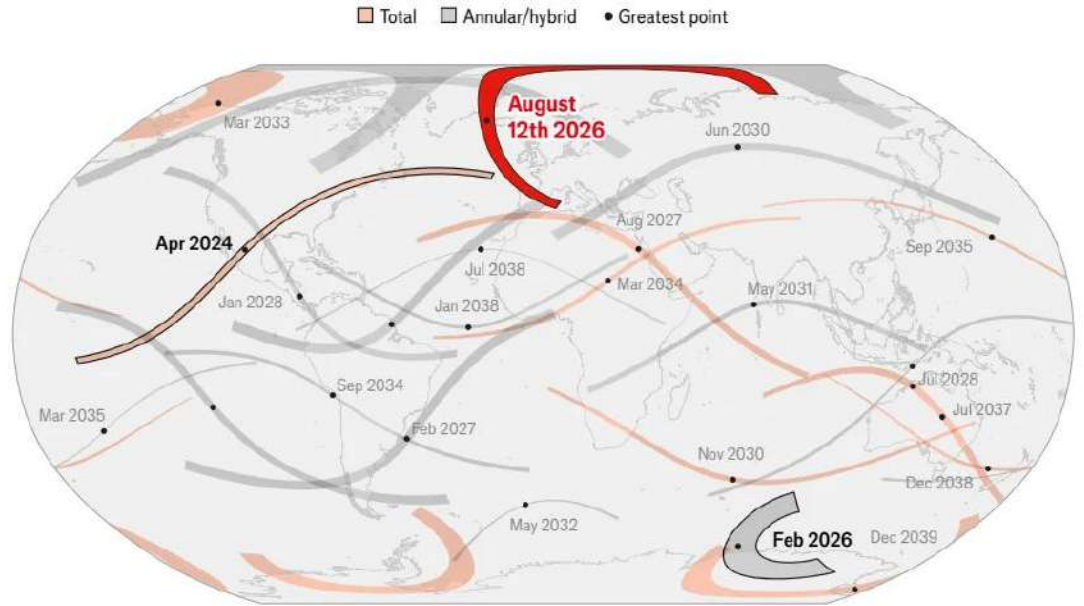 Total
Annular/hybrid
Greatest point
Mar 2033
August
12th 2026
Jun 2030
Apr 2024
Aug 2027
Sep 2035
Jul 2038
Mar 2034
Jan 2028
Jan 2038
May 2031
Sep 2034
Jul 2028
Mar 2035
Feb 2027
Jul 2037
Nov 2030
Dec 2038
May 2032
Feb 2026
Dec 2039